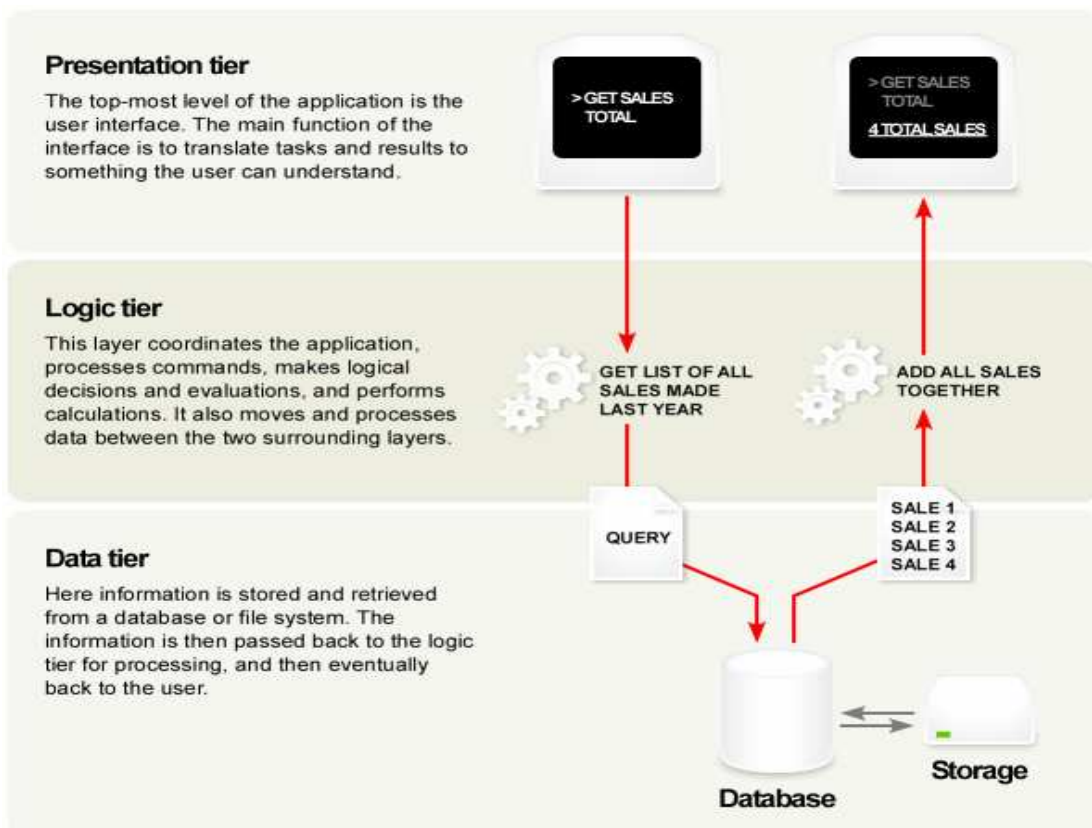 Presentation tier
The top-most level of the application is the
user interface. The main function of the
interface is to translate tasks and results to
something the user can understand.
> GET SALES
TOTAL
> GET SALES
TOTAL
4 TOTAL SALES
Logic tier
This layer coordinates the application,
processes commands, makes logical
decisions and evaluations, and performs
calculations. It also moves and processes
data between the two surrounding layers.
GET LIST OF ALL
SALES MADE
LAST YEAR
ADD ALL SALES
TOGETHER
QUERY
SALE 1
SALE 2
SALE 3
SALE 4
Data tier
Here information is stored and retrieved
from a database or file system. The
information is then passed back to the logic
tier for processing, and then eventually
back to the user.
Database
Storage